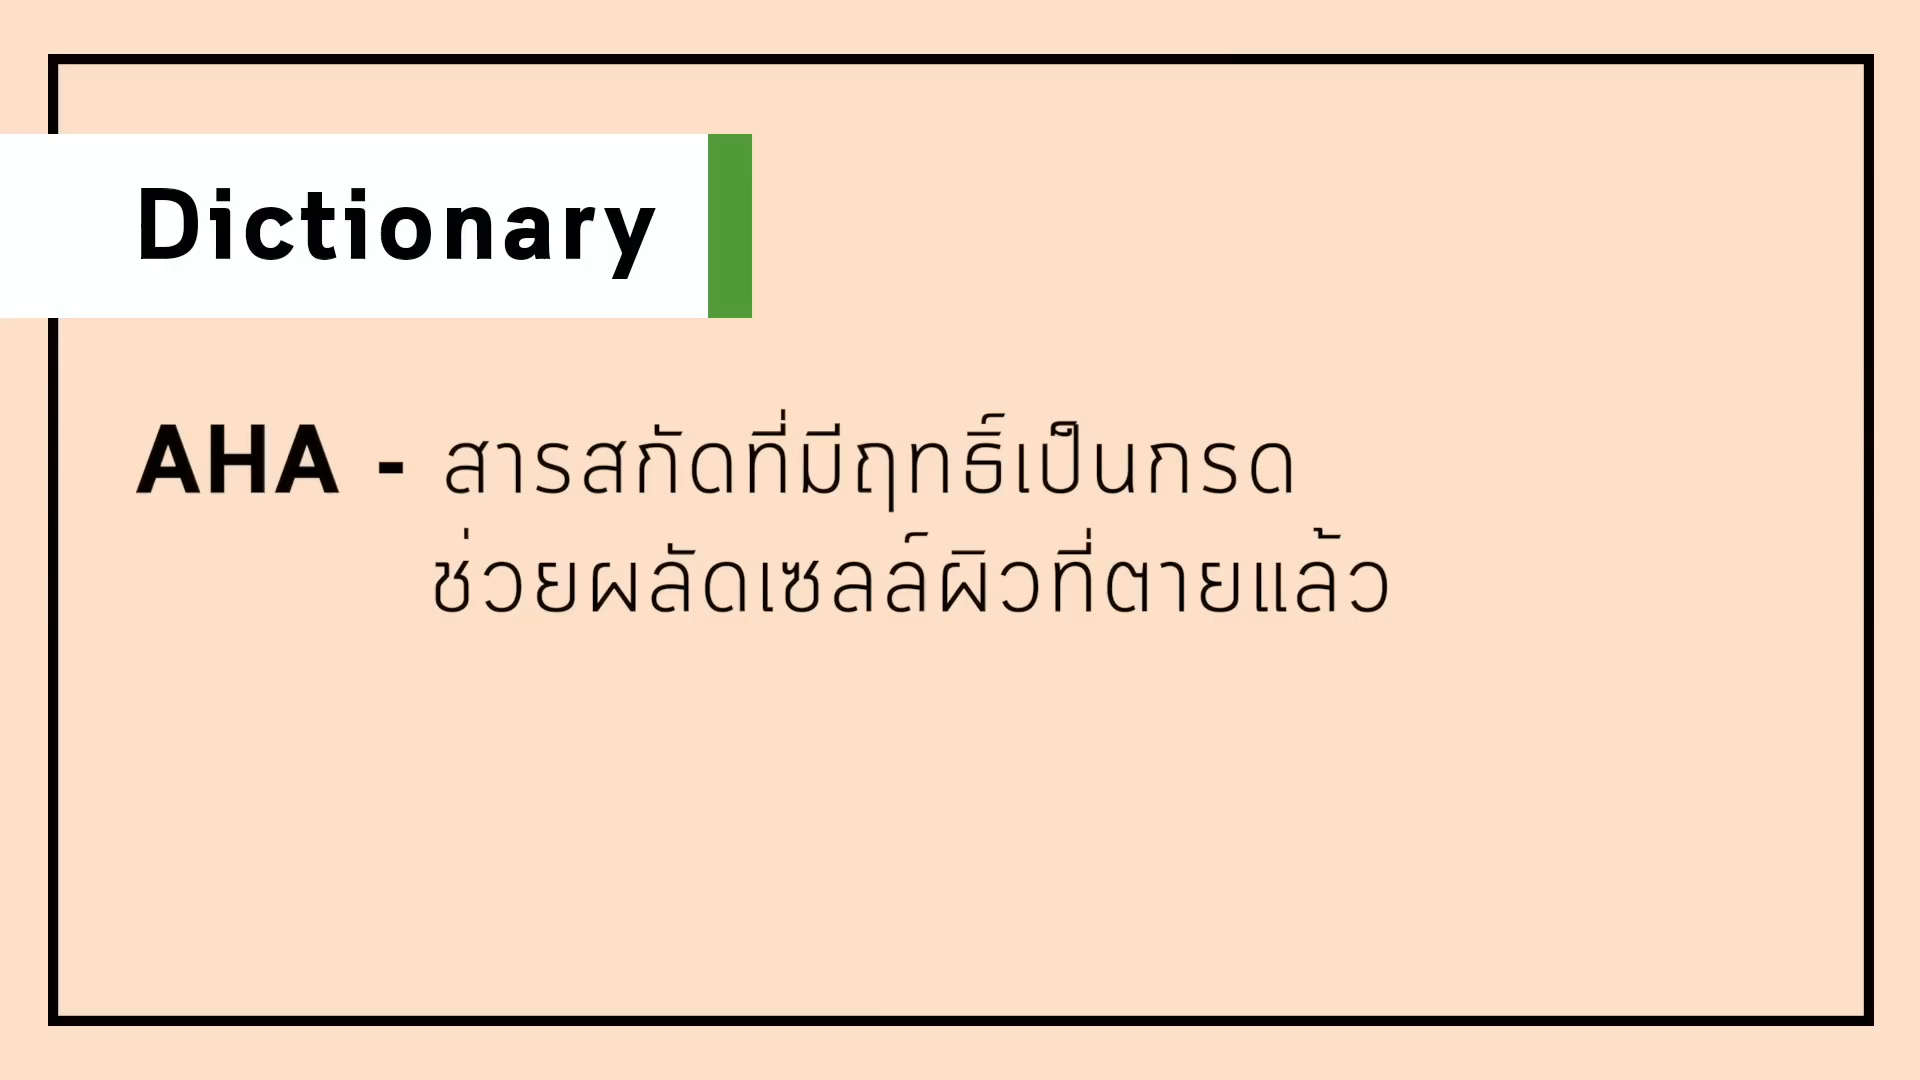 Dictionary
AHA - สารสกัดที่มีฤทธิ์เป็นกรด
ช่วยผลัดเซลล์ผิวที่ตายแล้ว